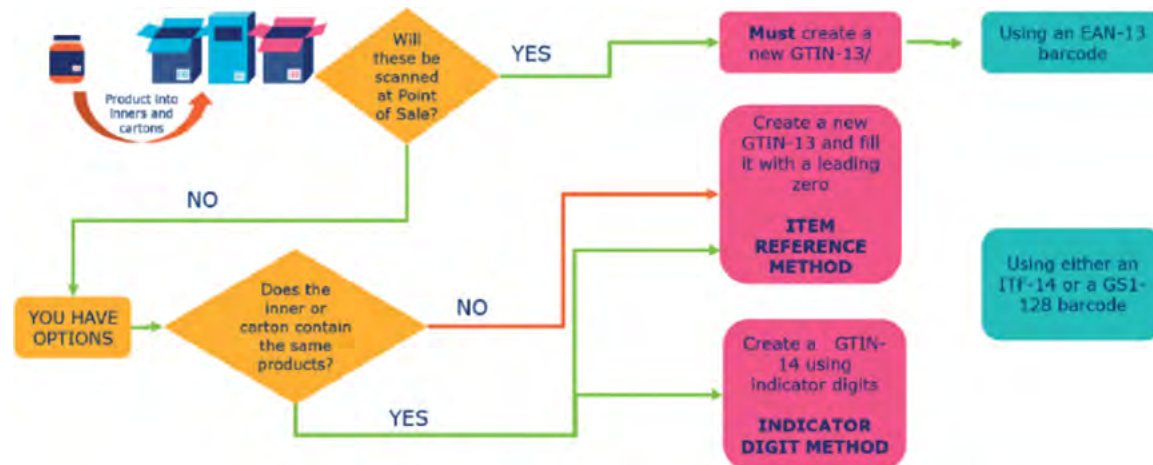 Product into
inners and
cartons
Will
these be
scanned
at Point
of Sale?
YES
Must create a
new GTIN-13/
Using an EAN-13
barcode
NO
Create a new
GTIN-13 and fill
it with a leading
zero
ITEM
REFERENCE
METHOD
YOU HAVE
OPTIONS
Does the
inner or
carton contain
the same
products?
NO
YES
Create a GTIN-
14 using
indicator digits
INDICATOR
DIGIT METHOD
Using either an
ITF-14 or a GS1-
128 barcode